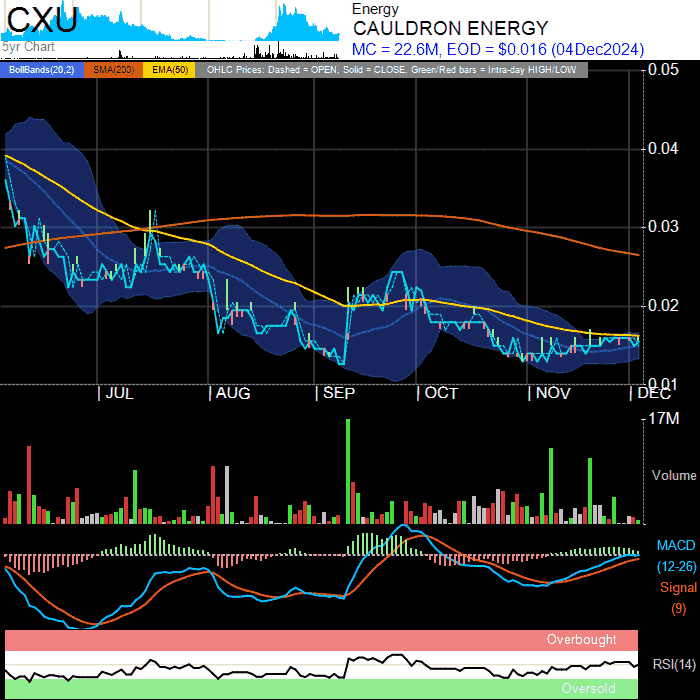 CXU
5yr Chart
Energy
CAULDRON ENERGY
MC = 22.6M, EOD = $0.016 (04Dec2024)
BollBands(20,2) SMA(200) EMA(50) OHLC Prices: Dashed = OPEN, Solid = CLOSE, Green/Red bars = Intra-day HIGH/LOW
0.05
0.04
0.03
0.02
0.01
JUL AUG SEP OCT NOV DEC
17M
Volume
MACD
(12-26)
Signal
(9)
Overbought
RSI(14)
Oversold